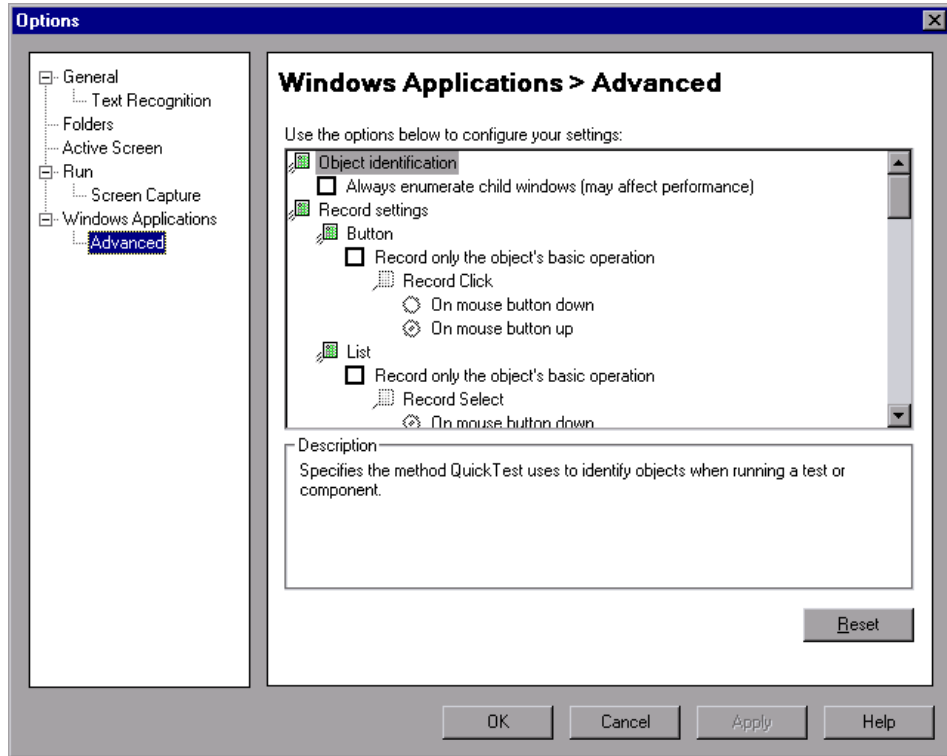 Options
General
Text Recognition
Folders
Active Screen
Run
Screen Capture
Windows Applications
Advanced
Windows Applications > Advanced
Use the options below to configure your settings:
Object identification
Always enumerate child windows (may affect performance)
Record settings
Button
Record only the object's basic operation
Record Click
On mouse button down
On mouse button up
List
Record only the object's basic operation
Record Select
On mouse button down
Description
Specifies the method QuickTest uses to identify objects when running a test or
component.
Reset
OK Cancel Apply Help